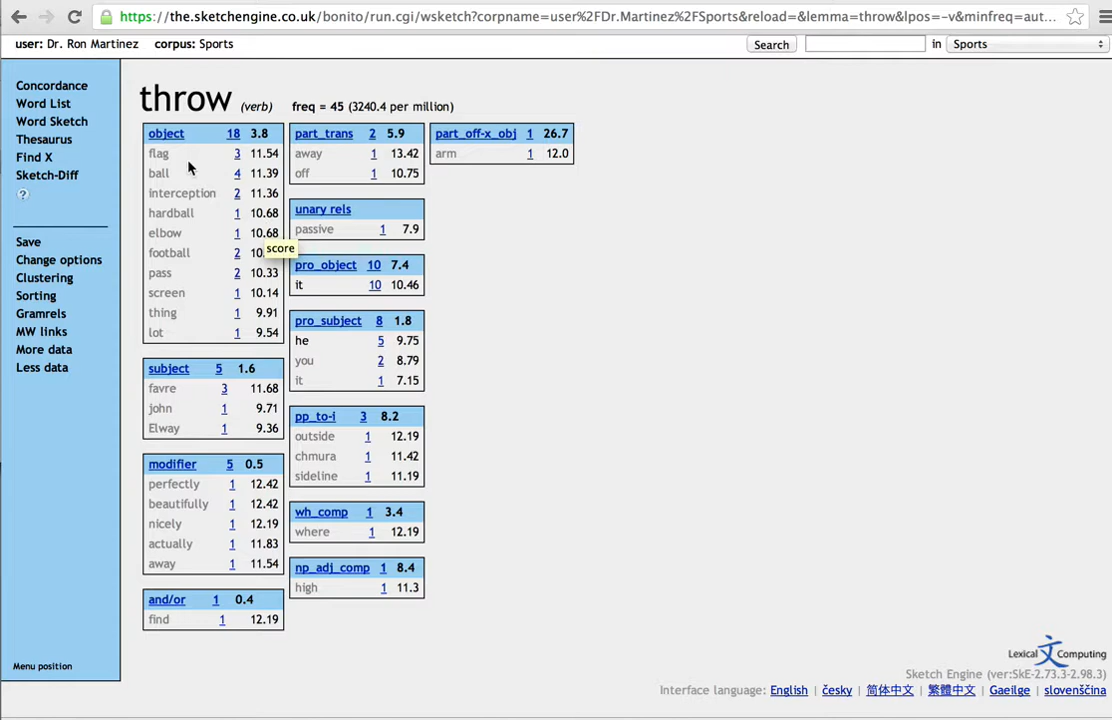 https://the.sketchengine.co.uk/bonito/run.cgi/wsketch?corpname=user%2FDr.Martinez%2FSports&reload=&lemma=throw&lpos=-v&minfreq=aut...
user: Dr. Ron Martinez corpus: Sports
Search in Sports
Concordance
Word List
Word Sketch
Thesaurus
Find X
Sketch-Diff
?
Save
Change options
Clustering
Sorting
Gramrels
MW links
More data
Less data
Menu position
throw (verb) freq = 45 (3240.4 per million)
object 18 3.8
flag 3 11.54
ball 4 11.39
interception 2 11.36
hardball 1 10.68
elbow 1 10.68
score
football 2 10.
pass 2 10.33
screen 1 10.14
thing 1 9.91
lot 1 9.54
subject 5 1.6
favre 3 11.68
john 1 9.71
Elway 1 9.36
modifier 5 0.5
perfectly 1 12.42
beautifully 1 12.42
nicely 1 12.19
actually 1 11.83
away 1 11.54
and/or 1 0.4
find 1 12.19
part_trans 2 5.9
away 1 13.42
off 1 10.75
unary rels
passive 1 7.9
pro_object 10 7.4
it 10 10.46
pro_subject 8 1.8
he 5 9.75
you 2 8.79
it 1 7.15
pp_to-i 3 8.2
outside 1 12.19
chmura 1 11.42
sideline 1 11.19
wh_comp 1 3.4
where 1 12.19
np_adj_comp 1 8.4
high 1 11.3
part_off-x_obj 1 26.7
arm 1 12.0
Lexical 文 Computing
Sketch Engine (ver:SkE-2.73.3-2.98.3)
Interface language: English | česky | 简体中文 | 繁體中文 | Gaeilge | slovenščina